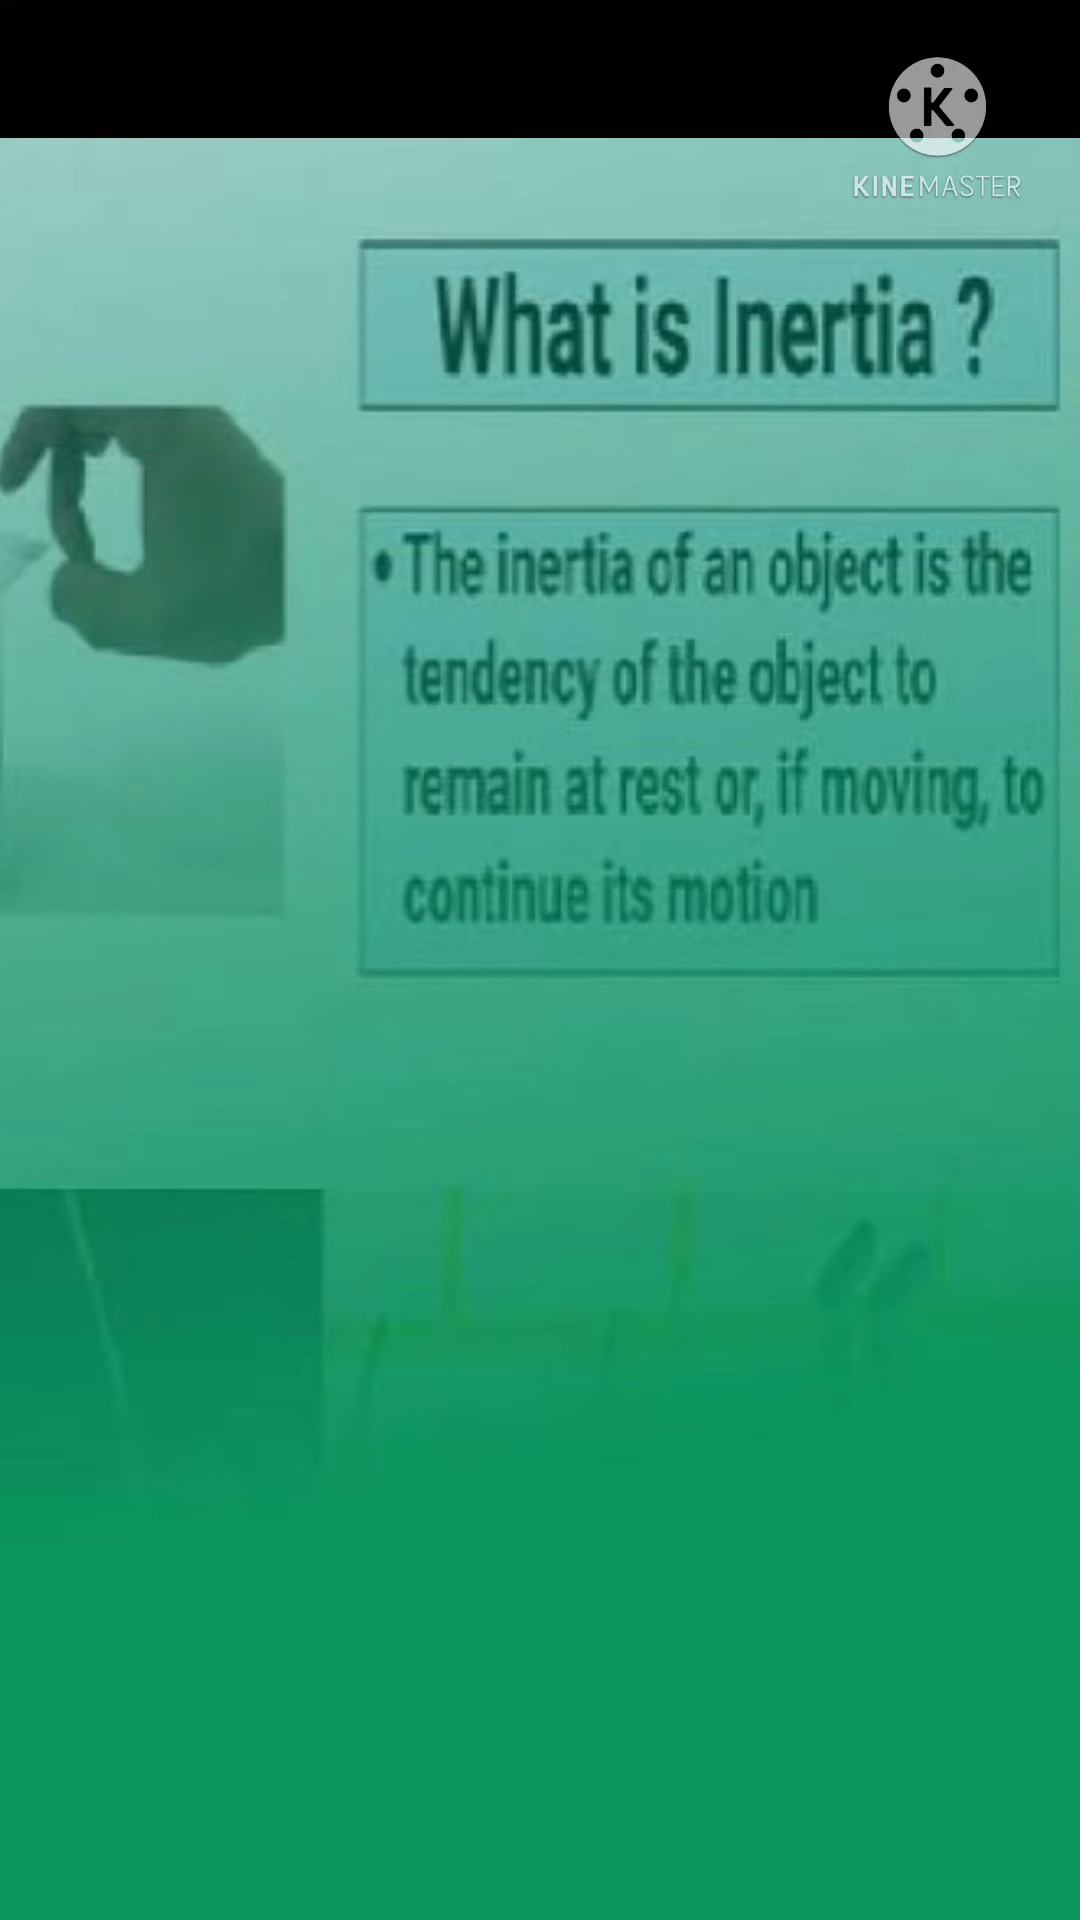 K
KINEMASTER
What is Inertia ?
• The inertia of an object is the
tendency of the object to
remain at rest or, if moving, to
continue its motion